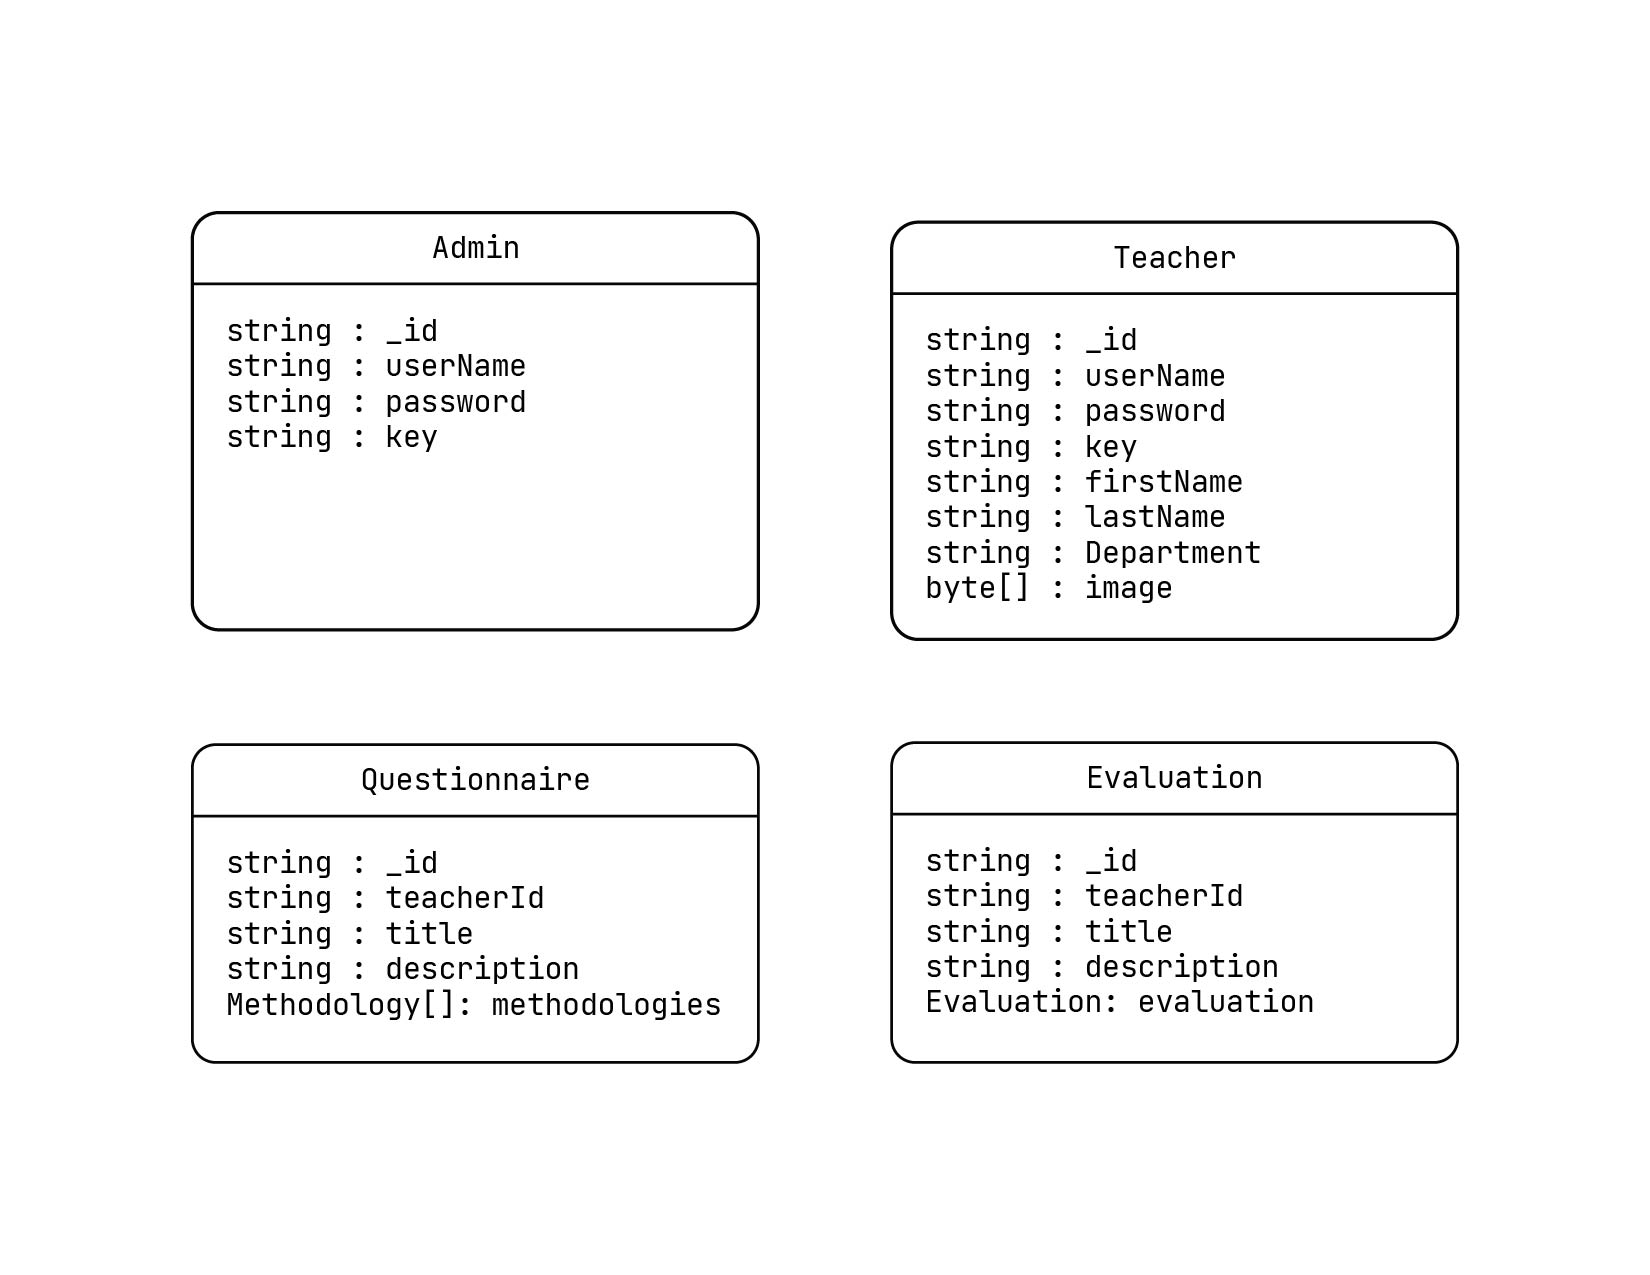 Admin
string : _id
string : userName
string : password
string : key
Teacher
string : _id
string : userName
string : password
string : key
string : firstName
string : lastName
string : Department
byte[] : image
Questionnaire
string : _id
string : teacherId
string : title
string : description
Methodology[]: methodologies
Evaluation
string : _id
string : teacherId
string : title
string : description
Evaluation: evaluation